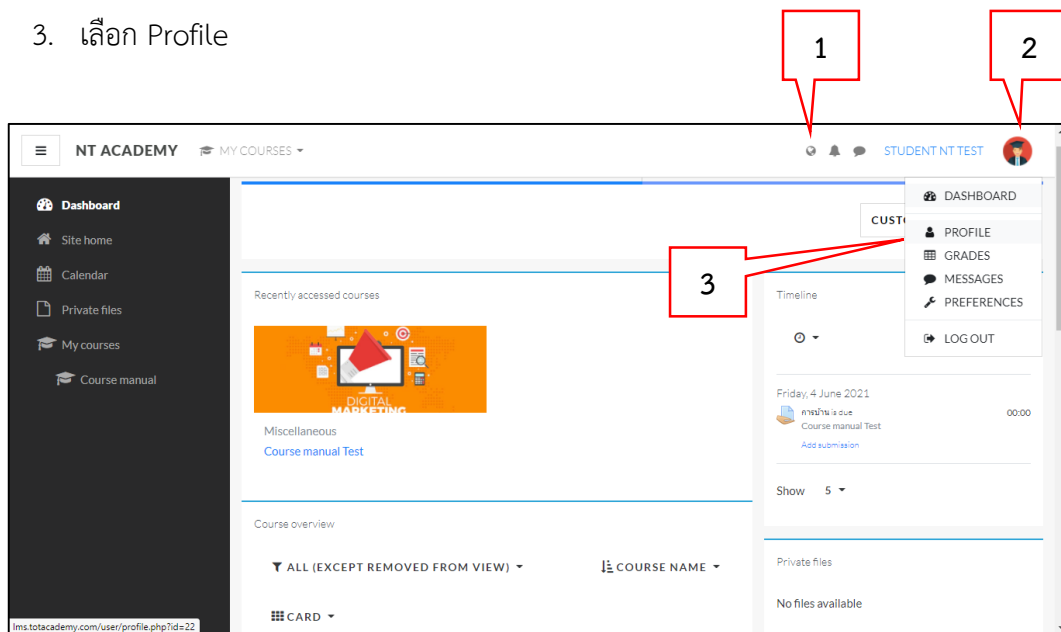 3. เลือก Profile
1
2
NT ACADEMY MY COURSES
STUDENT NT TEST
Dashboard
Site home
Calendar
Private files
My courses
Course manual
CUSTO
DASHBOARD
PROFILE
GRADES
MESSAGES
PREFERENCES
LOG OUT
3
Recently accessed courses
DIGITAL
MARKETING
Miscellaneous
Course manual Test
Timeline
Friday, 4 June 2021
การบ้าน is due 00:00
Course manual Test
Add submission
Show 5
Course overview
ALL (EXCEPT REMOVED FROM VIEW) COURSE NAME
CARD
Private files
No files available
lms.totacademy.com/user/profile.php?id=22